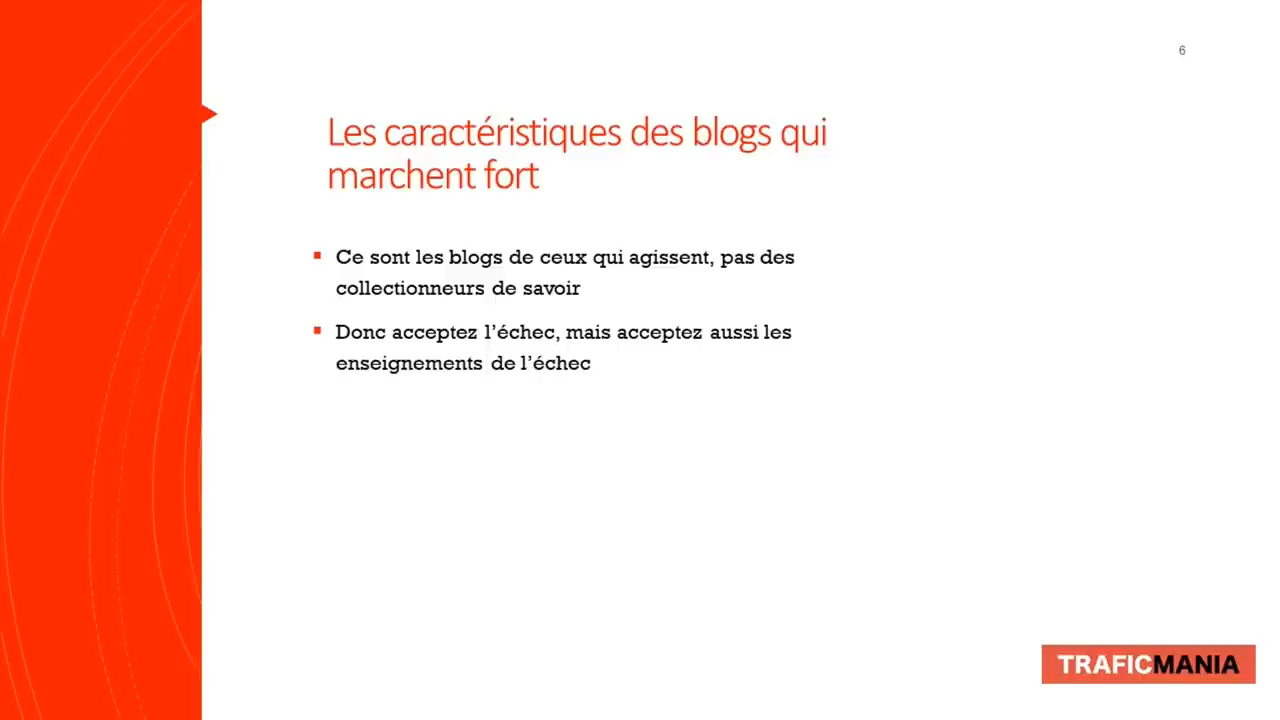 6
Les caractéristiques des blogs qui
marchent fort
Ce sont les blogs de ceux qui agissent, pas des
collectionneurs de savoir
Donc acceptez l’échec, mais acceptez aussi les
enseignements de l’échec
TRAFICMANIA